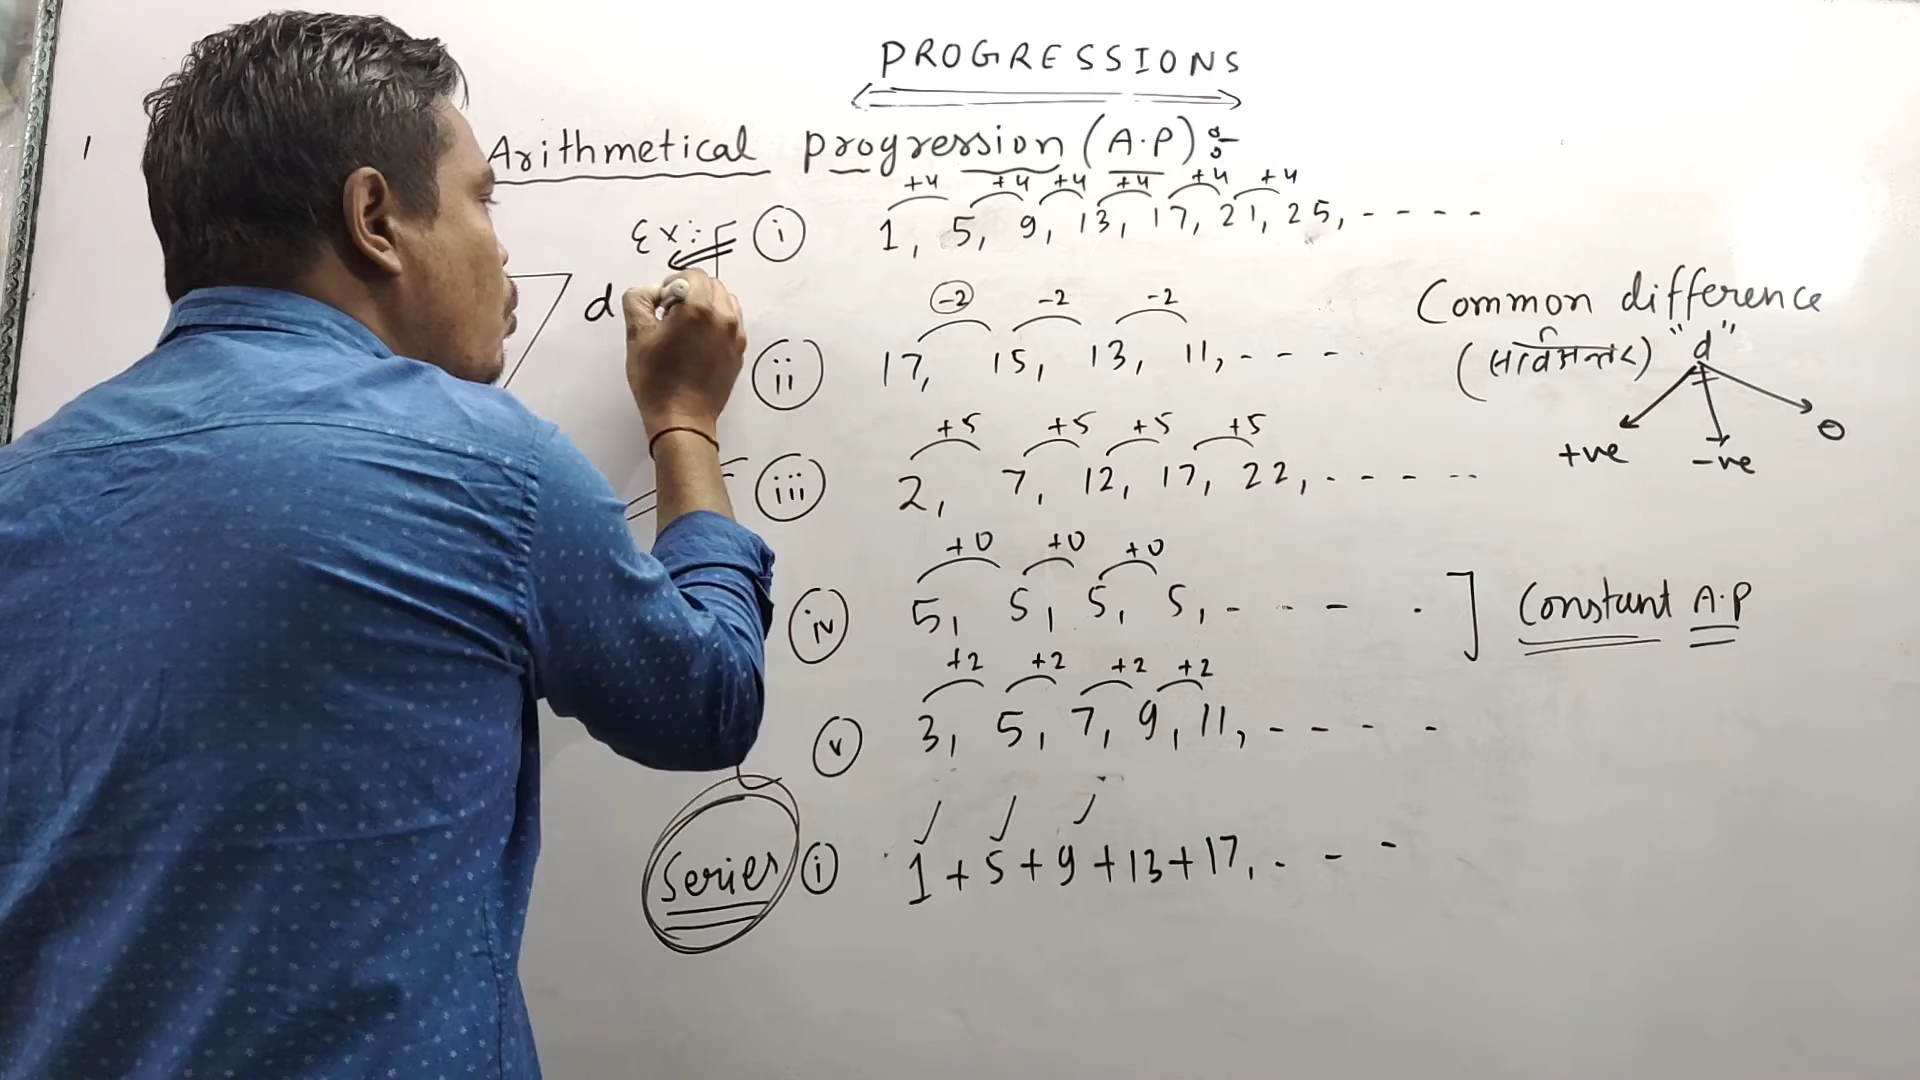 PROGRESSIONS
1
Arithmetical progression (A.P) :-
+4 +4 +4 +4 +4 +4
Ex:- (i) 1, 5, 9, 13, 17, 21, 25, - - - -
d
-2 -2 -2
(ii) 17, 15, 13, 11, - - -
Common difference
"d"
+ve -ve 0
+5 +5 +5 +5
(iii) 2, 7, 12, 17, 22, - - - - -
+0 +0 +0
(iv) 5, 5, 5, 5, - - - . ] Constant A.P
+2 +2 +2 +2
(v) 3, 5, 7, 9, 11, - - - -
Series (i) 1 + 5 + 9 + 13 + 17, - - -